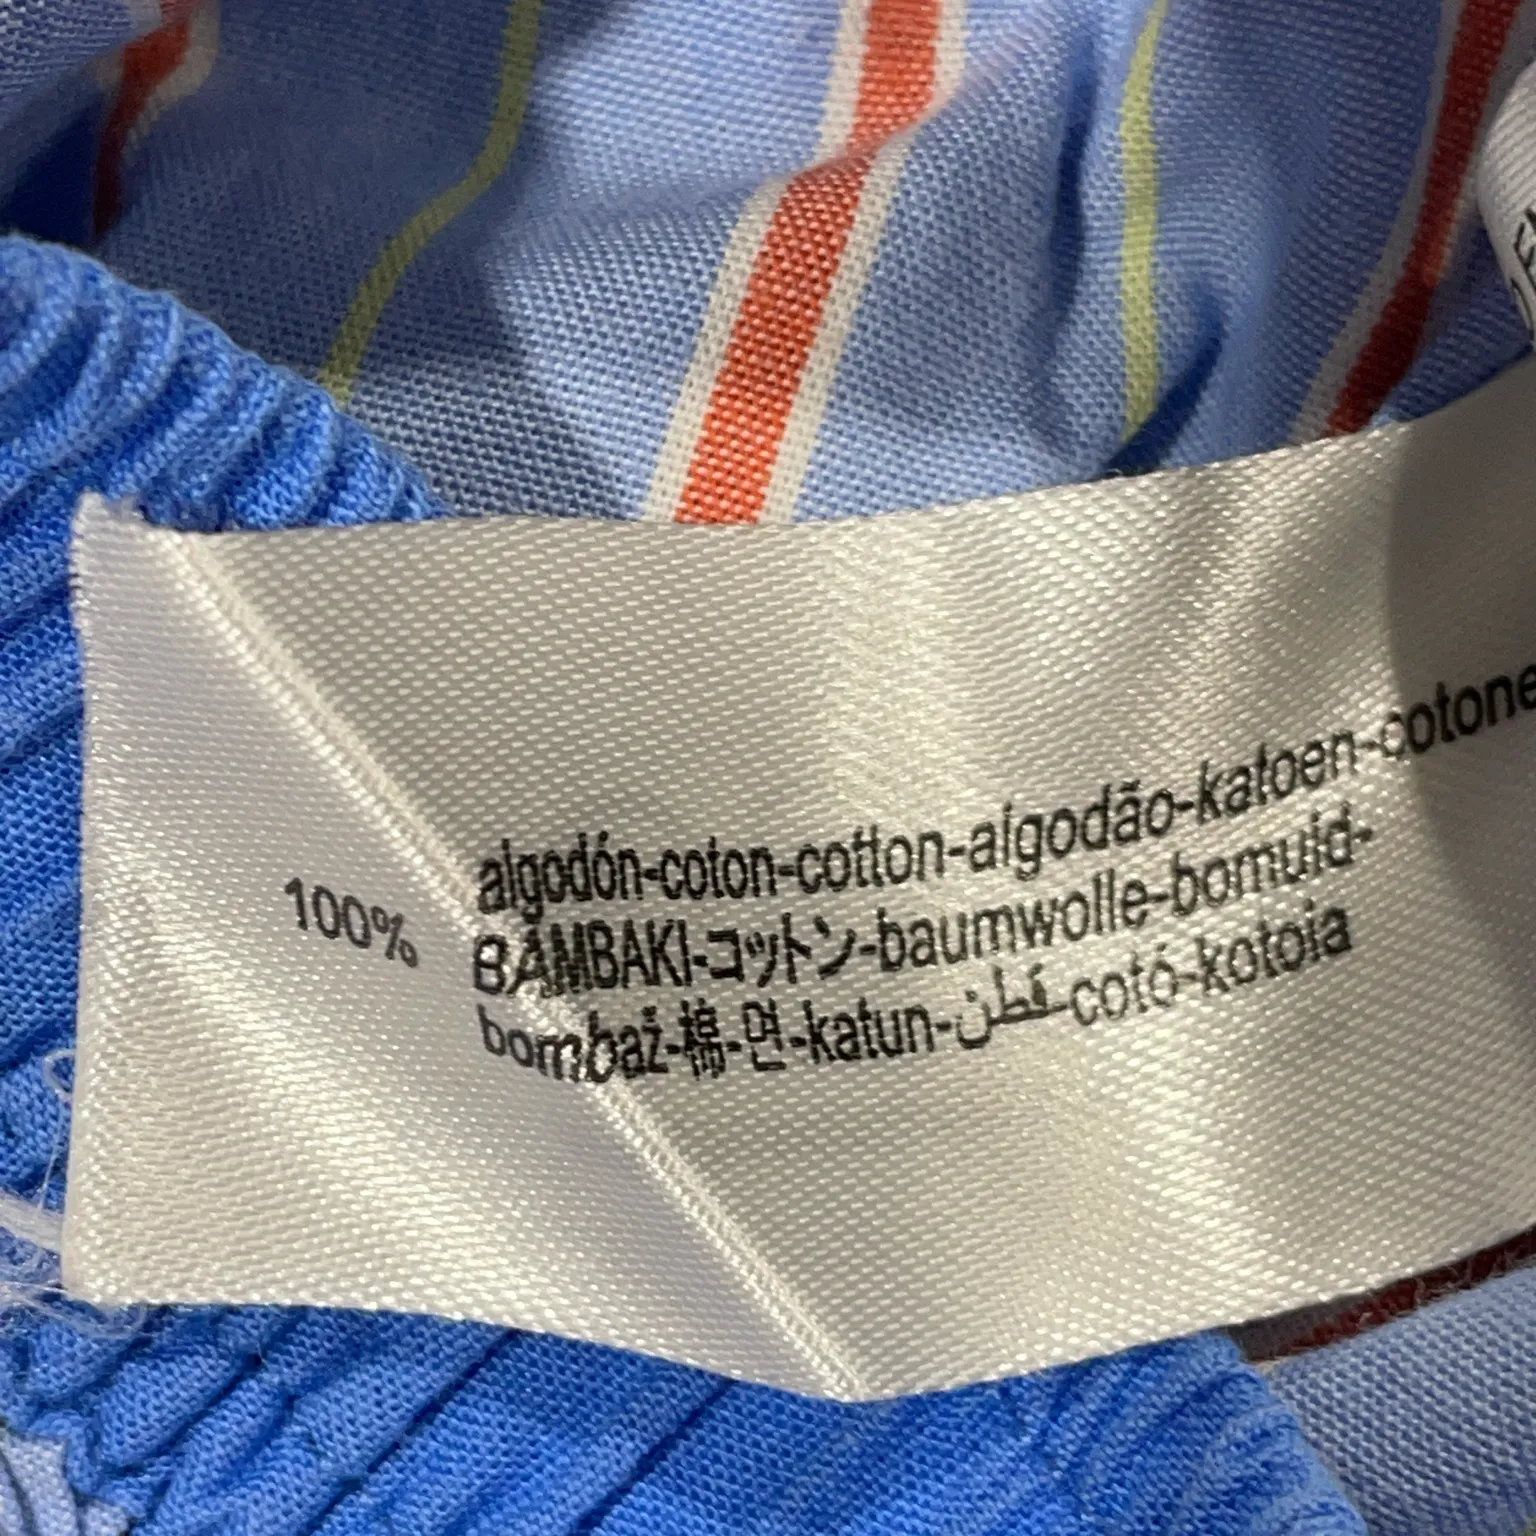 100%
algodón-coton-cotton-algodão-katoen-cotone
BAMBAKI-コットン-baumwolle-bomuld-
bombaž-棉-면-katun-قطن-cotó-kotoia